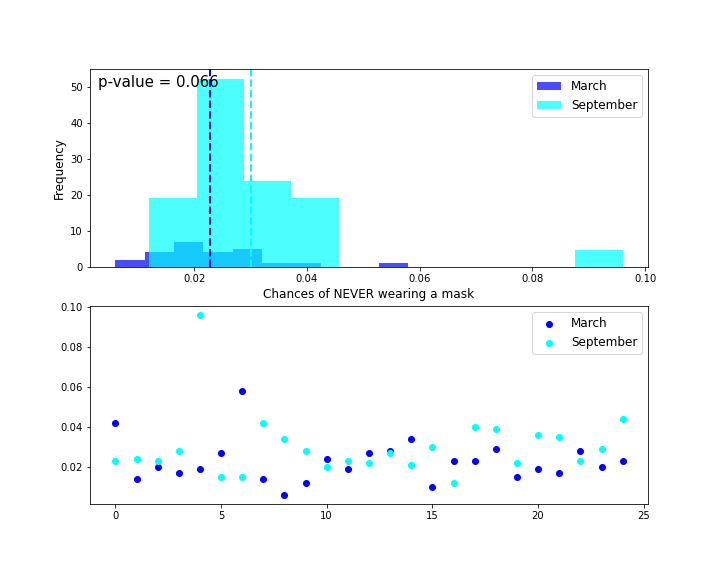 p-value = 0.066
March
September
Frequency
50
40
30
20
10
0
0.02 0.04 0.06 0.08 0.10
Chances of NEVER wearing a mask
0.10
0.08
0.06
0.04
0.02
March
September
0 5 10 15 20 25